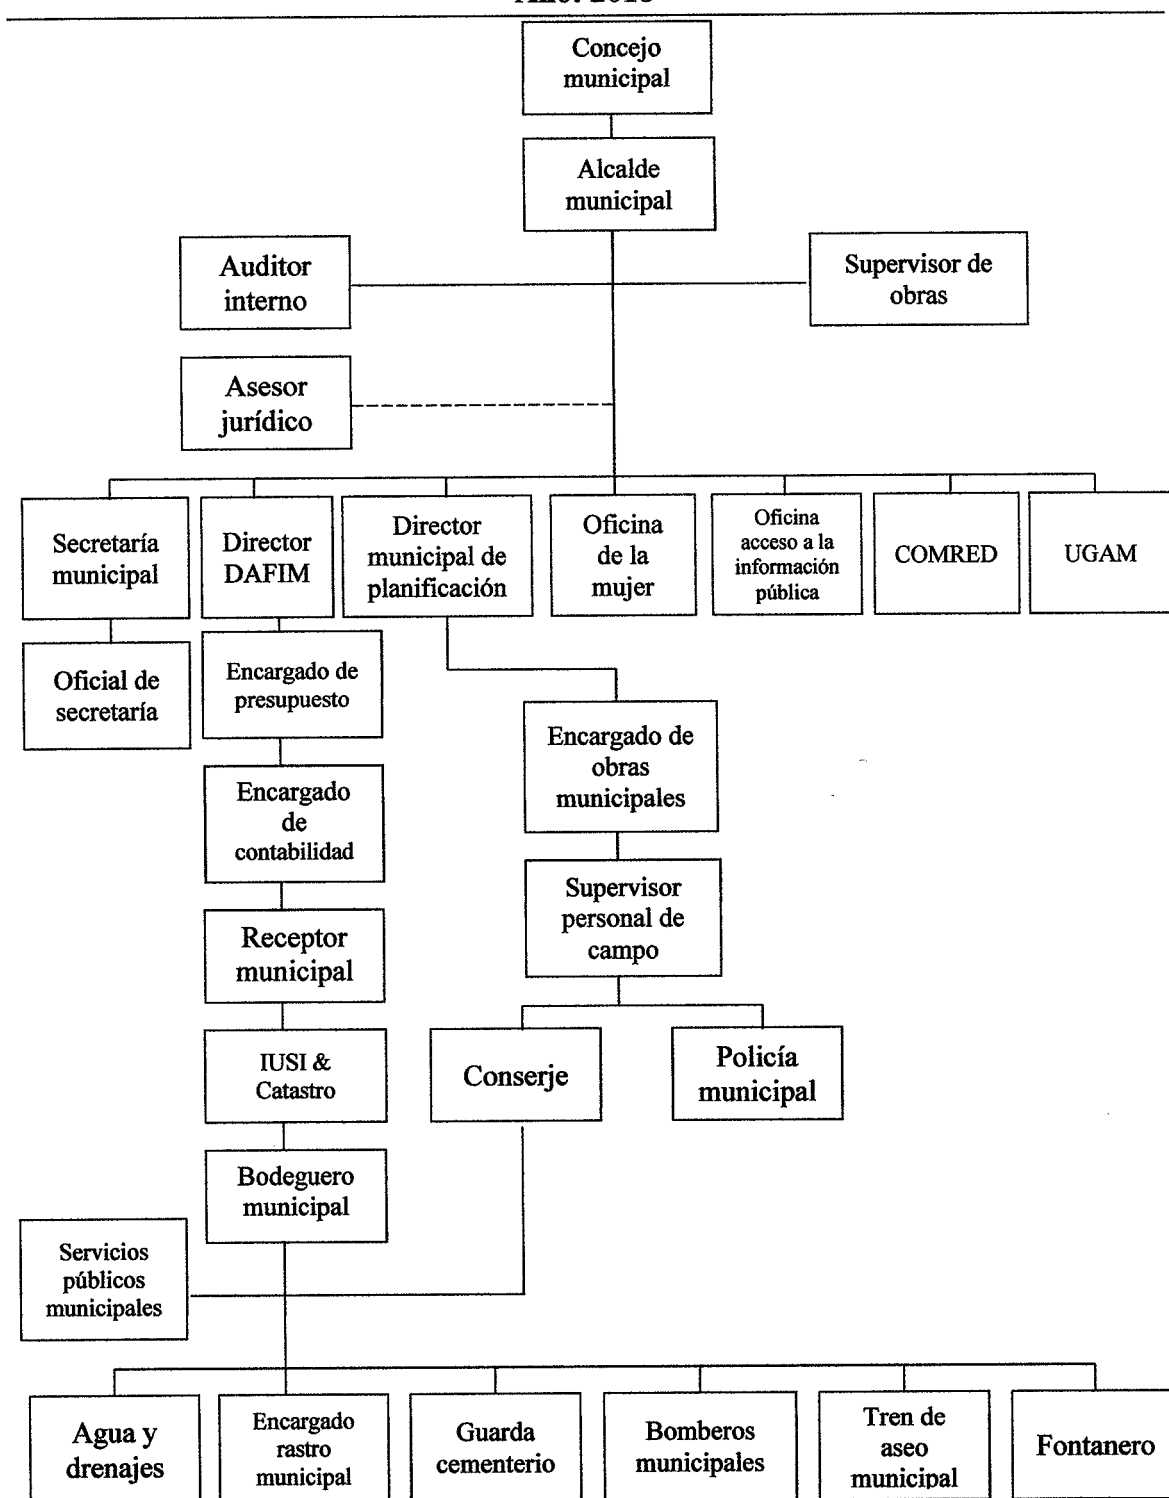 Concejo
municipal
Alcalde
municipal
Auditor
interno
Supervisor de
obras
Asesor
jurídico
Secretaría
municipal
Director
DAFIM
Director
municipal de
planificación
Oficina
de la
mujer
Oficina
acceso a la
información
pública
COMRED
UGAM
Oficial de
secretaría
Encargado de
presupuesto
Encargado de
obras
municipales
Encargado
de
contabilidad
Supervisor
personal de
campo
Receptor
municipal
IUSI &
Catastro
Conserje
Policía
municipal
Bodeguero
municipal
Servicios
públicos
municipales
Agua y
drenajes
Encargado
rastro
municipal
Guarda
cementerio
Bomberos
municipales
Tren de
aseo
municipal
Fontanero